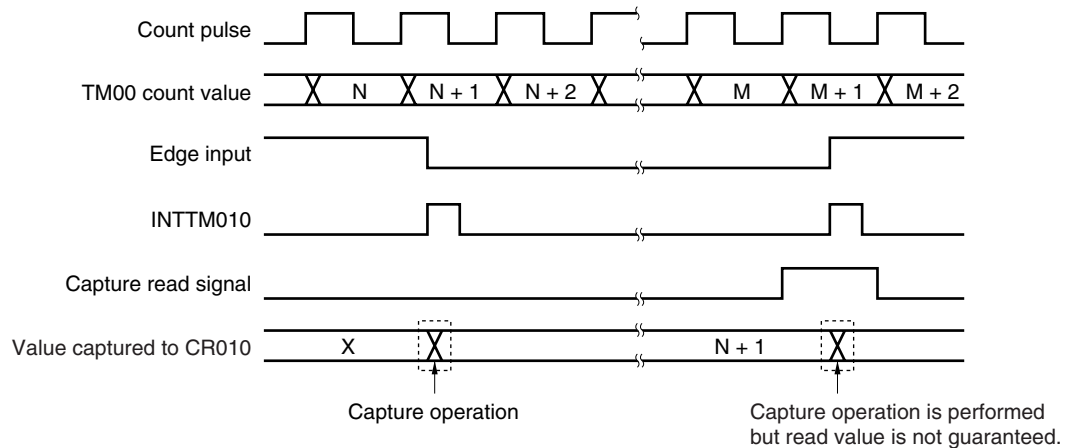 Count pulse
TM00 count value
N
N + 1
N + 2
M
M + 1
M + 2
Edge input
INTTM010
Capture read signal
Value captured to CR010
X
N + 1
Capture operation
Capture operation is performed
but read value is not guaranteed.